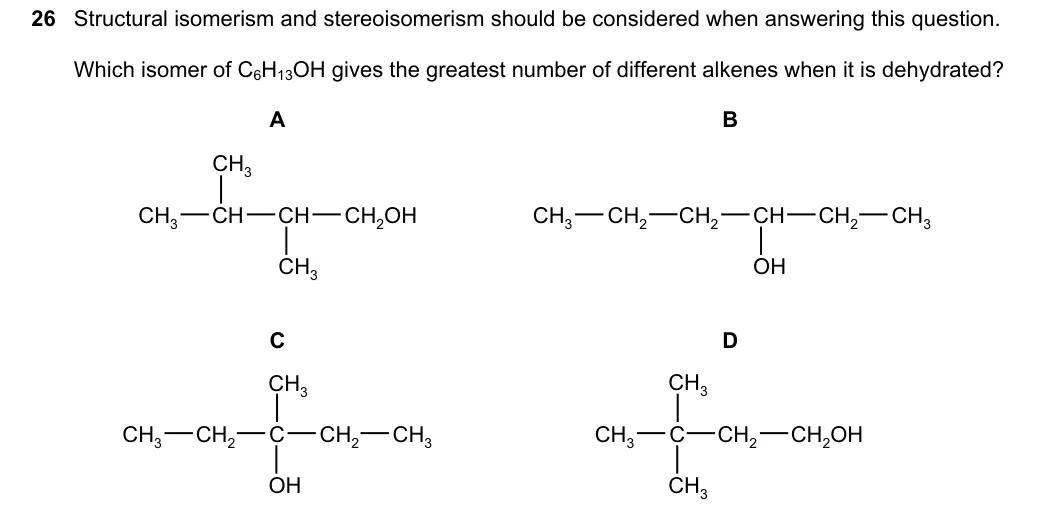 26 Structural isomerism and stereoisomerism should be considered when answering this question.
Which isomer of C₆H₁₃OH gives the greatest number of different alkenes when it is dehydrated?
A B
CH₃
CH₃—CH—CH—CH₂OH CH₃—CH₂—CH₂—CH—CH₂—CH₃
CH₃ OH
C D
CH₃ CH₃
CH₃—CH₂—C—CH₂—CH₃ CH₃—C—CH₂—CH₂OH
OH CH₃